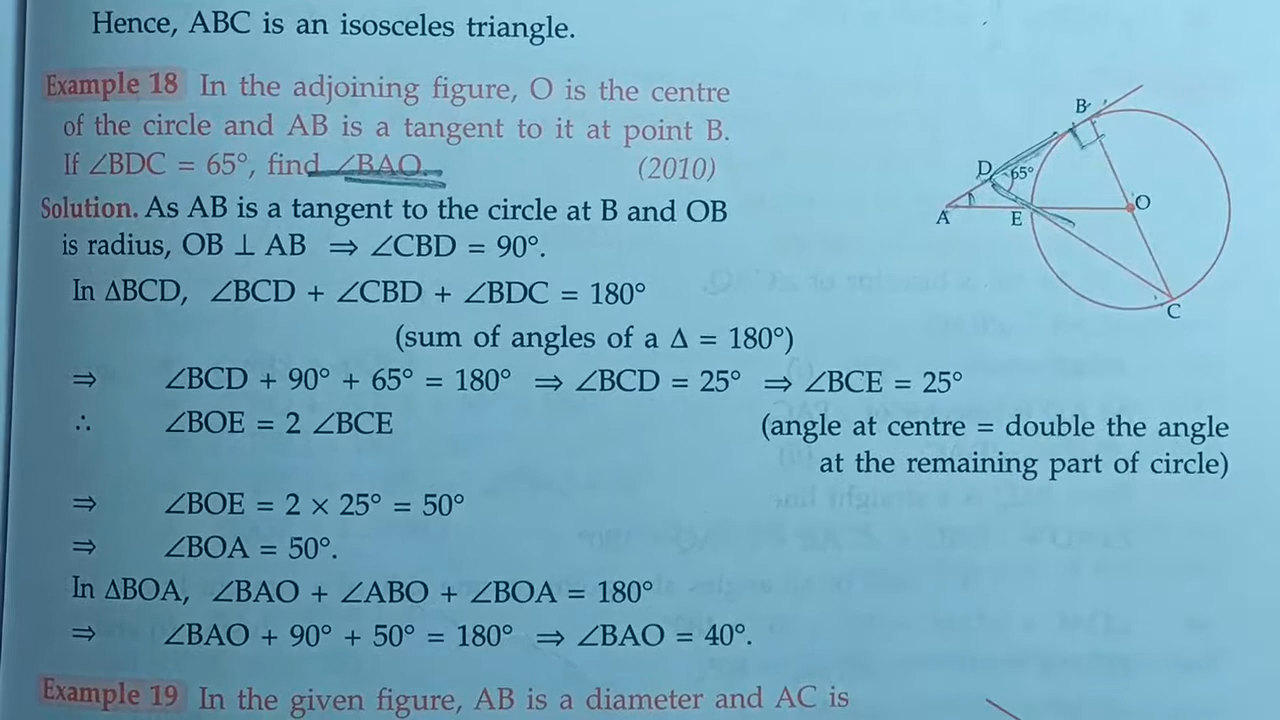 Hence, ABC is an isosceles triangle.
Example 18 In the adjoining figure, O is the centre
of the circle and AB is a tangent to it at point B.
If ∠BDC = 65°, find ∠BAO. (2010)
Solution. As AB is a tangent to the circle at B and OB
is radius, OB ⊥ AB ⇒ ∠CBD = 90°.
In ΔBCD, ∠BCD + ∠CBD + ∠BDC = 180°
(sum of angles of a Δ = 180°)
⇒ ∠BCD + 90° + 65° = 180° ⇒ ∠BCD = 25° ⇒ ∠BCE = 25°
∴ ∠BOE = 2 ∠BCE (angle at centre = double the angle
at the remaining part of circle)
⇒ ∠BOE = 2 × 25° = 50°
⇒ ∠BOA = 50°.
In ΔBOA, ∠BAO + ∠ABO + ∠BOA = 180°
⇒ ∠BAO + 90° + 50° = 180° ⇒ ∠BAO = 40°.
Example 19 In the given figure, AB is a diameter and AC is
B
D 65°
A E O
C